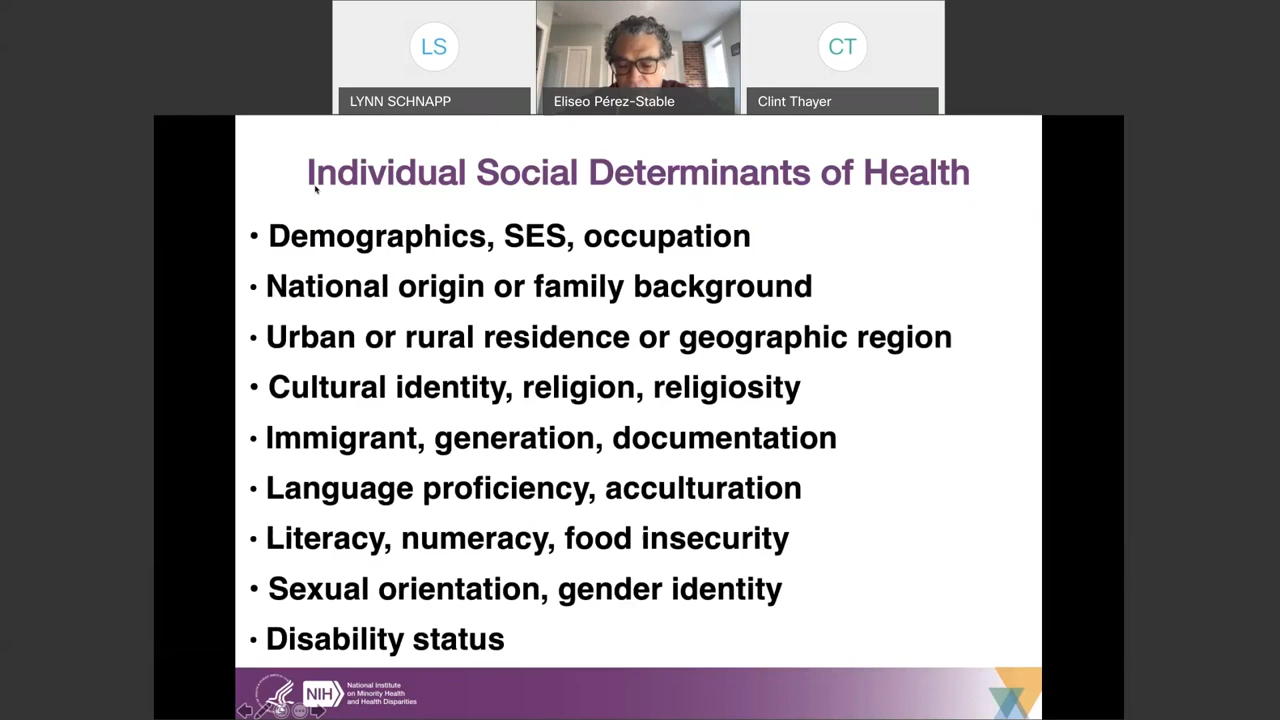 LS
CT
LYNN SCHNAPP
Eliseo Pérez-Stable
Clint Thayer
Individual Social Determinants of Health
• Demographics, SES, occupation
• National origin or family background
• Urban or rural residence or geographic region
• Cultural identity, religion, religiosity
• Immigrant, generation, documentation
• Language proficiency, acculturation
• Literacy, numeracy, food insecurity
• Sexual orientation, gender identity
• Disability status
NIH
National Institute
on Minority Health
and Health Disparities